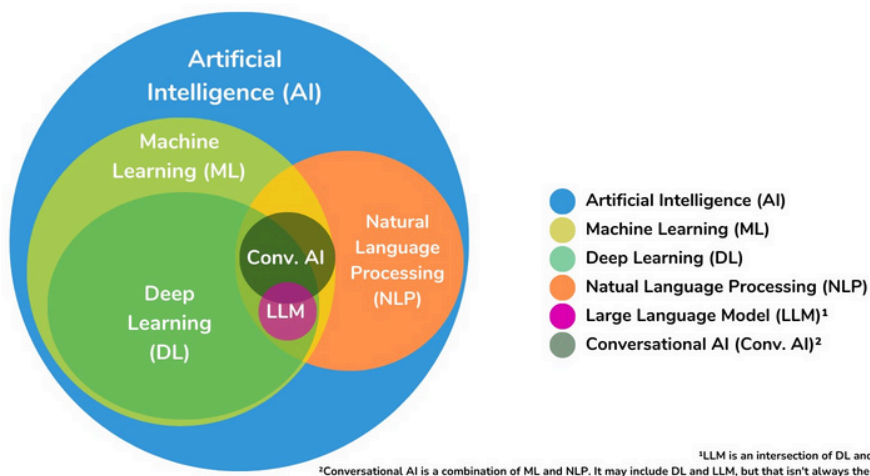 Artificial
Intelligence (AI)
Machine
Learning (ML)
Natural
Language
Processing
(NLP)
Conv. AI
LLM
Deep
Learning
(DL)
Artificial Intelligence (AI)
Machine Learning (ML)
Deep Learning (DL)
Natual Language Processing (NLP)
Large Language Model (LLM)¹
Conversational AI (Conv. AI)²
¹LLM is an intersection of DL and
²Conversational AI is a combination of ML and NLP. It may include DL and LLM, but that isn't always the